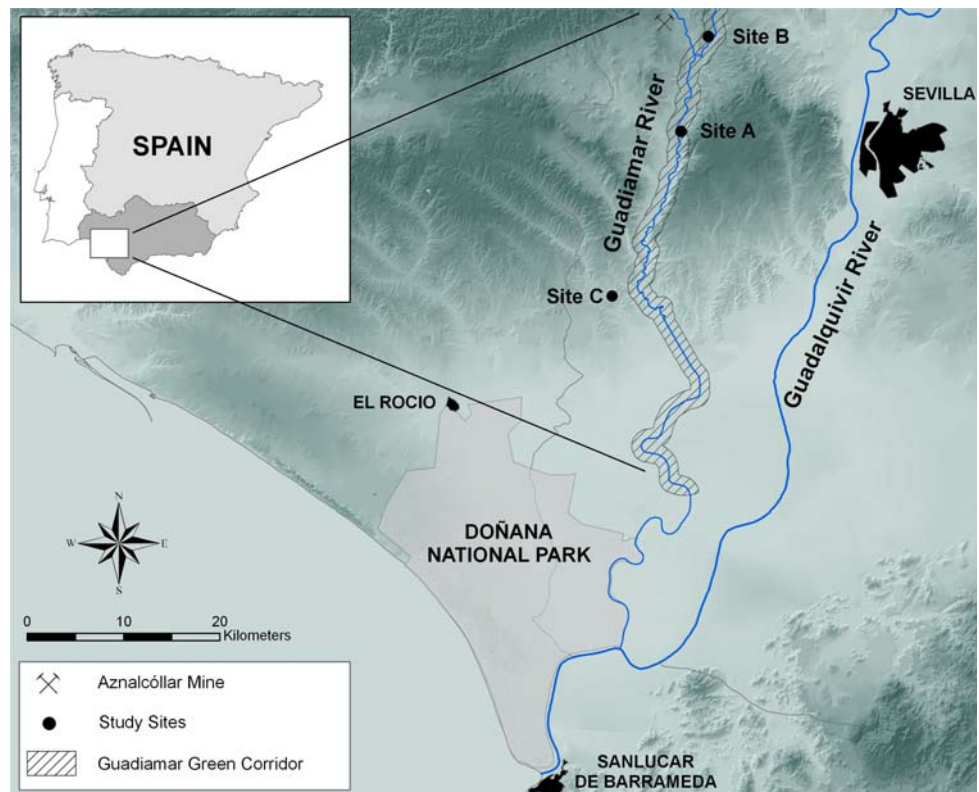 SPAIN
Site B
SEVILLA
Site A
Guadiamar River
Site C
Guadalquivir River
EL ROCIO
DOÑANA
NATIONAL PARK
N
W
E
S
0 10 20
Kilometers
Aznalcóllar Mine
Study Sites
Guadiamar Green Corridor
SANLUCAR
DE BARRAMEDA